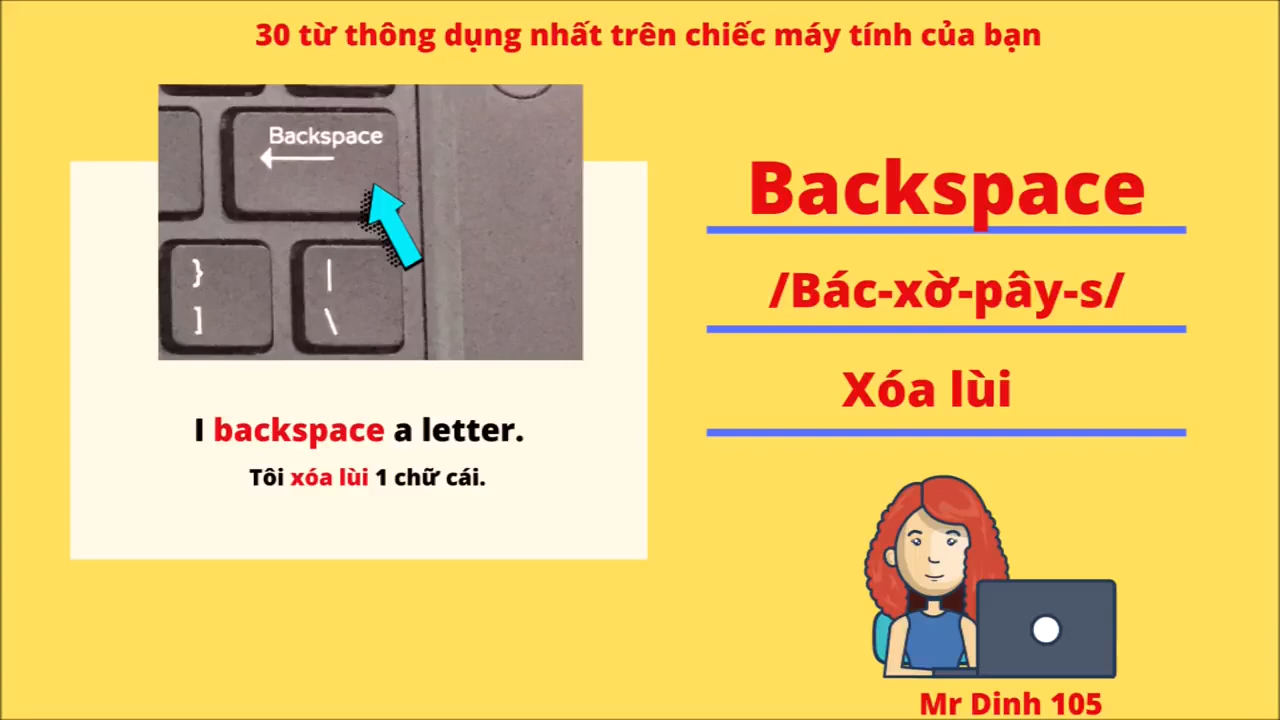 30 từ thông dụng nhất trên chiếc máy tính của bạn
Backspace
}
]
|
\
I backspace a letter.
Tôi xóa lùi 1 chữ cái.
Backspace
/Bác-xờ-pây-s/
Xóa lùi
Mr Dinh 105